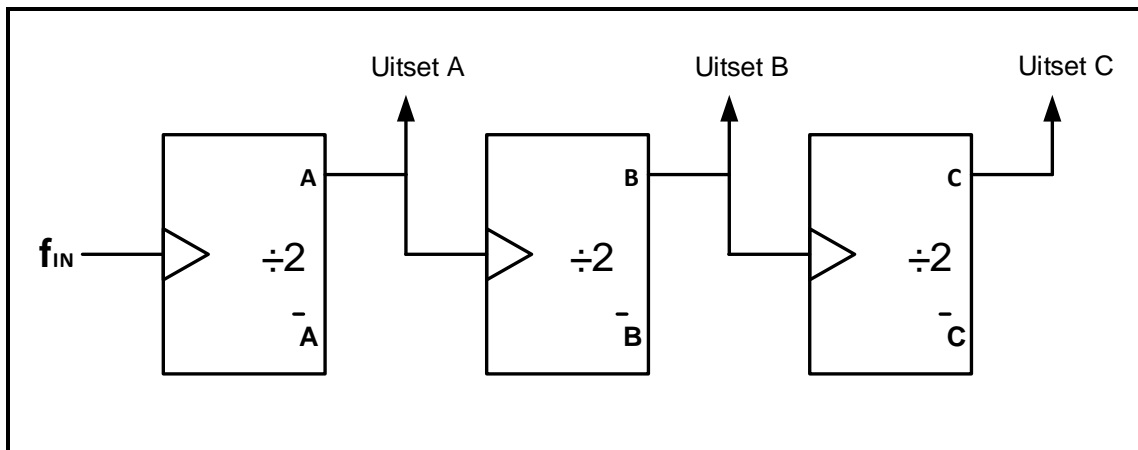 Uitset A
Uitset B
Uitset C
A
B
C
fIN
÷2
÷2
÷2
A̅
B̅
C̅